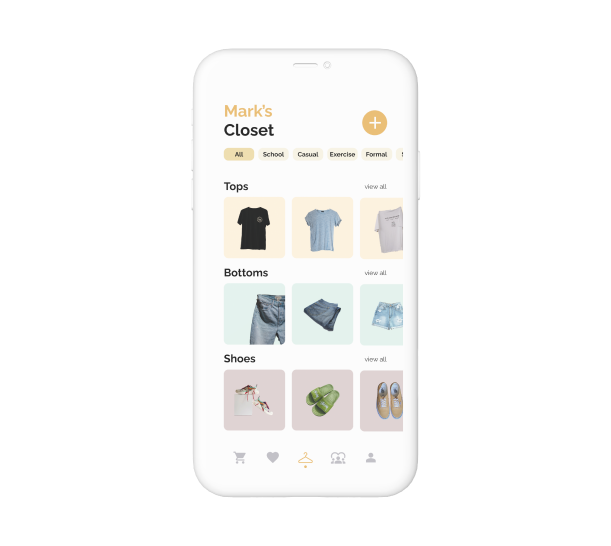 Mark's
Closet
All School Casual Exercise Formal
Tops view all
Bottoms view all
Shoes view all